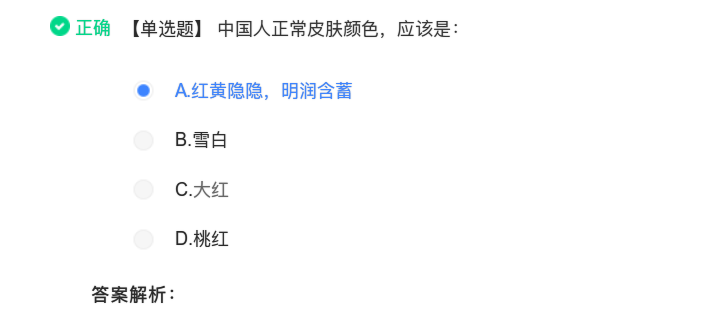 正确 【单选题】 中国人正常皮肤颜色，应该是：
A.红黄隐隐，明润含蓄
B.雪白
C.大红
D.桃红
答案解析：